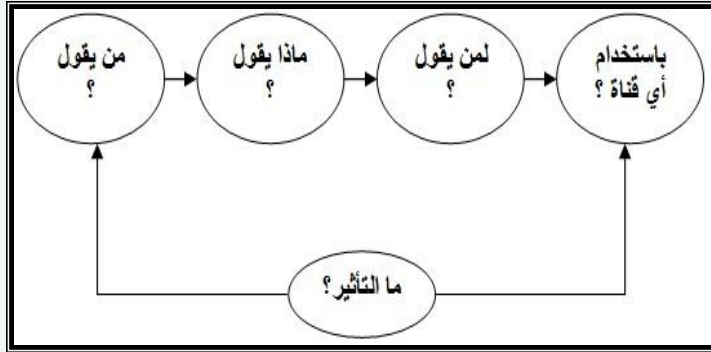 من يقول
؟
ماذا يقول
؟
لمن يقول
؟
باستخدام
أي قناة ؟
ما التأثير؟